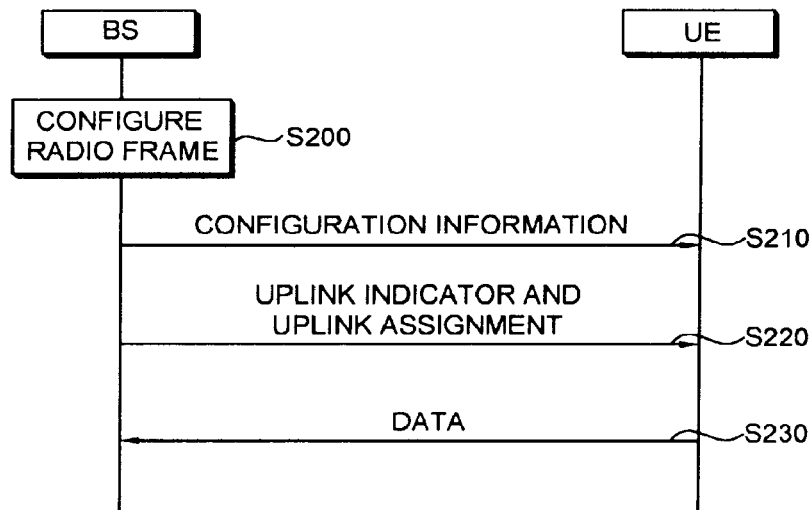 BS
UE
CONFIGURE
RADIO FRAME
S200
CONFIGURATION INFORMATION
S210
UPLINK INDICATOR AND
UPLINK ASSIGNMENT
S220
DATA
S230